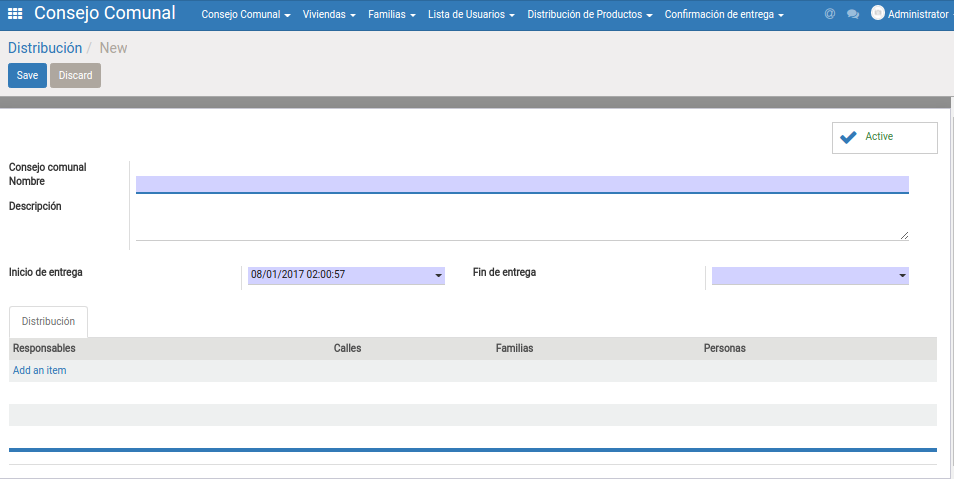 Consejo Comunal Consejo Comunal Viviendas Familias Lista de Usuarios Distribución de Productos Confirmación de entrega @ Administrator
Distribución / New
Save Discard
Active
Consejo comunal
Nombre
Descripción
Inicio de entrega 08/01/2017 02:00:57 Fin de entrega
Distribución
Responsables Calles Familias Personas
Add an item